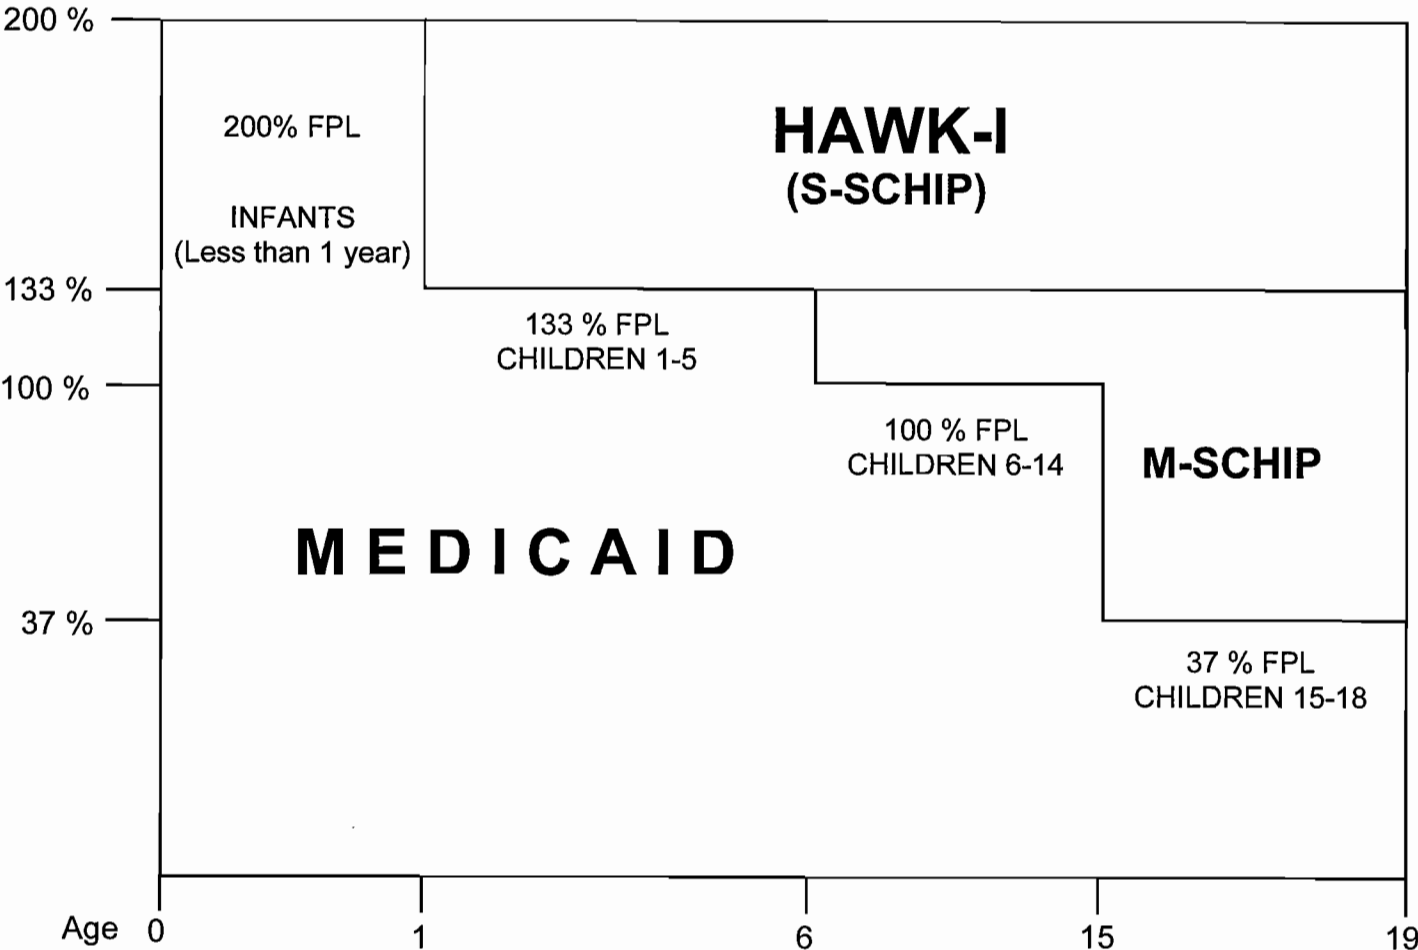 200 %
200% FPL
HAWK-I
(S-SCHIP)
INFANTS
(Less than 1 year)
133 %
133 % FPL
CHILDREN 1-5
100 %
100 % FPL
CHILDREN 6-14
M-SCHIP
M E D I C A I D
37 %
37 % FPL
CHILDREN 15-18
Age 0 1 6 15 19